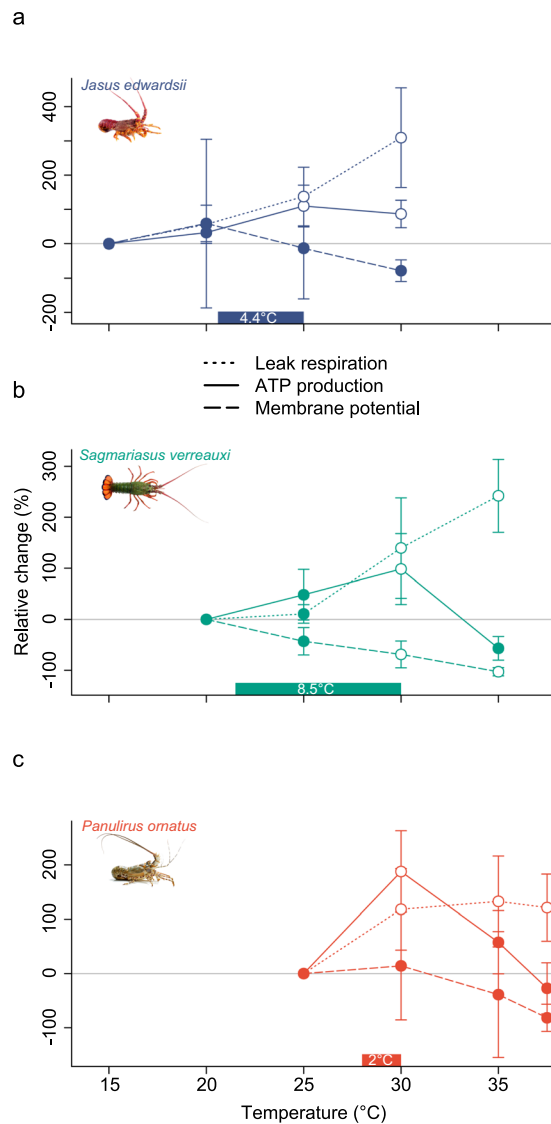 a
Jasus edwardsii
400
200
0
-200
4.4°C
Leak respiration
ATP production
Membrane potential
b
Sagmariasus verreauxi
300
200
100
0
-100
8.5°C
Relative change (%)
c
Panulirus ornatus
200
100
0
-100
2°C
15 20 25 30 35
Temperature (°C)